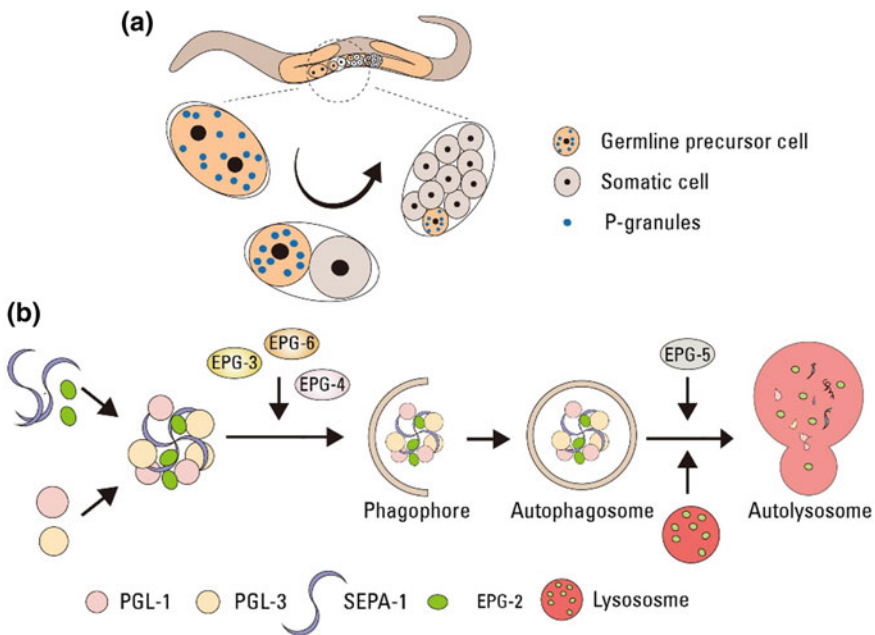 (a)
Germline precursor cell
Somatic cell
P-granules
(b)
EPG-3
EPG-6
EPG-4
EPG-5
Phagophore
Autophagosome
Autolysosome
PGL-1
PGL-3
SEPA-1
EPG-2
Lysososme